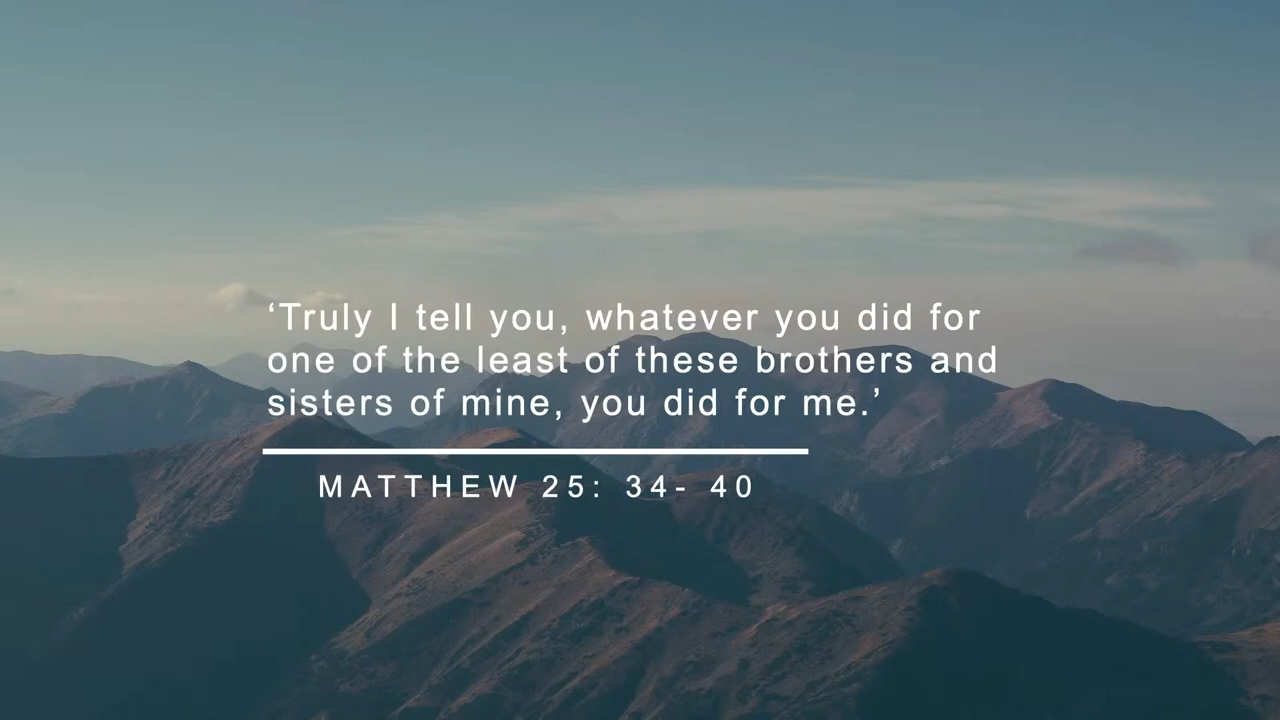 ‘Truly I tell you, whatever you did for
one of the least of these brothers and
sisters of mine, you did for me.’
MATTHEW 25: 34- 40